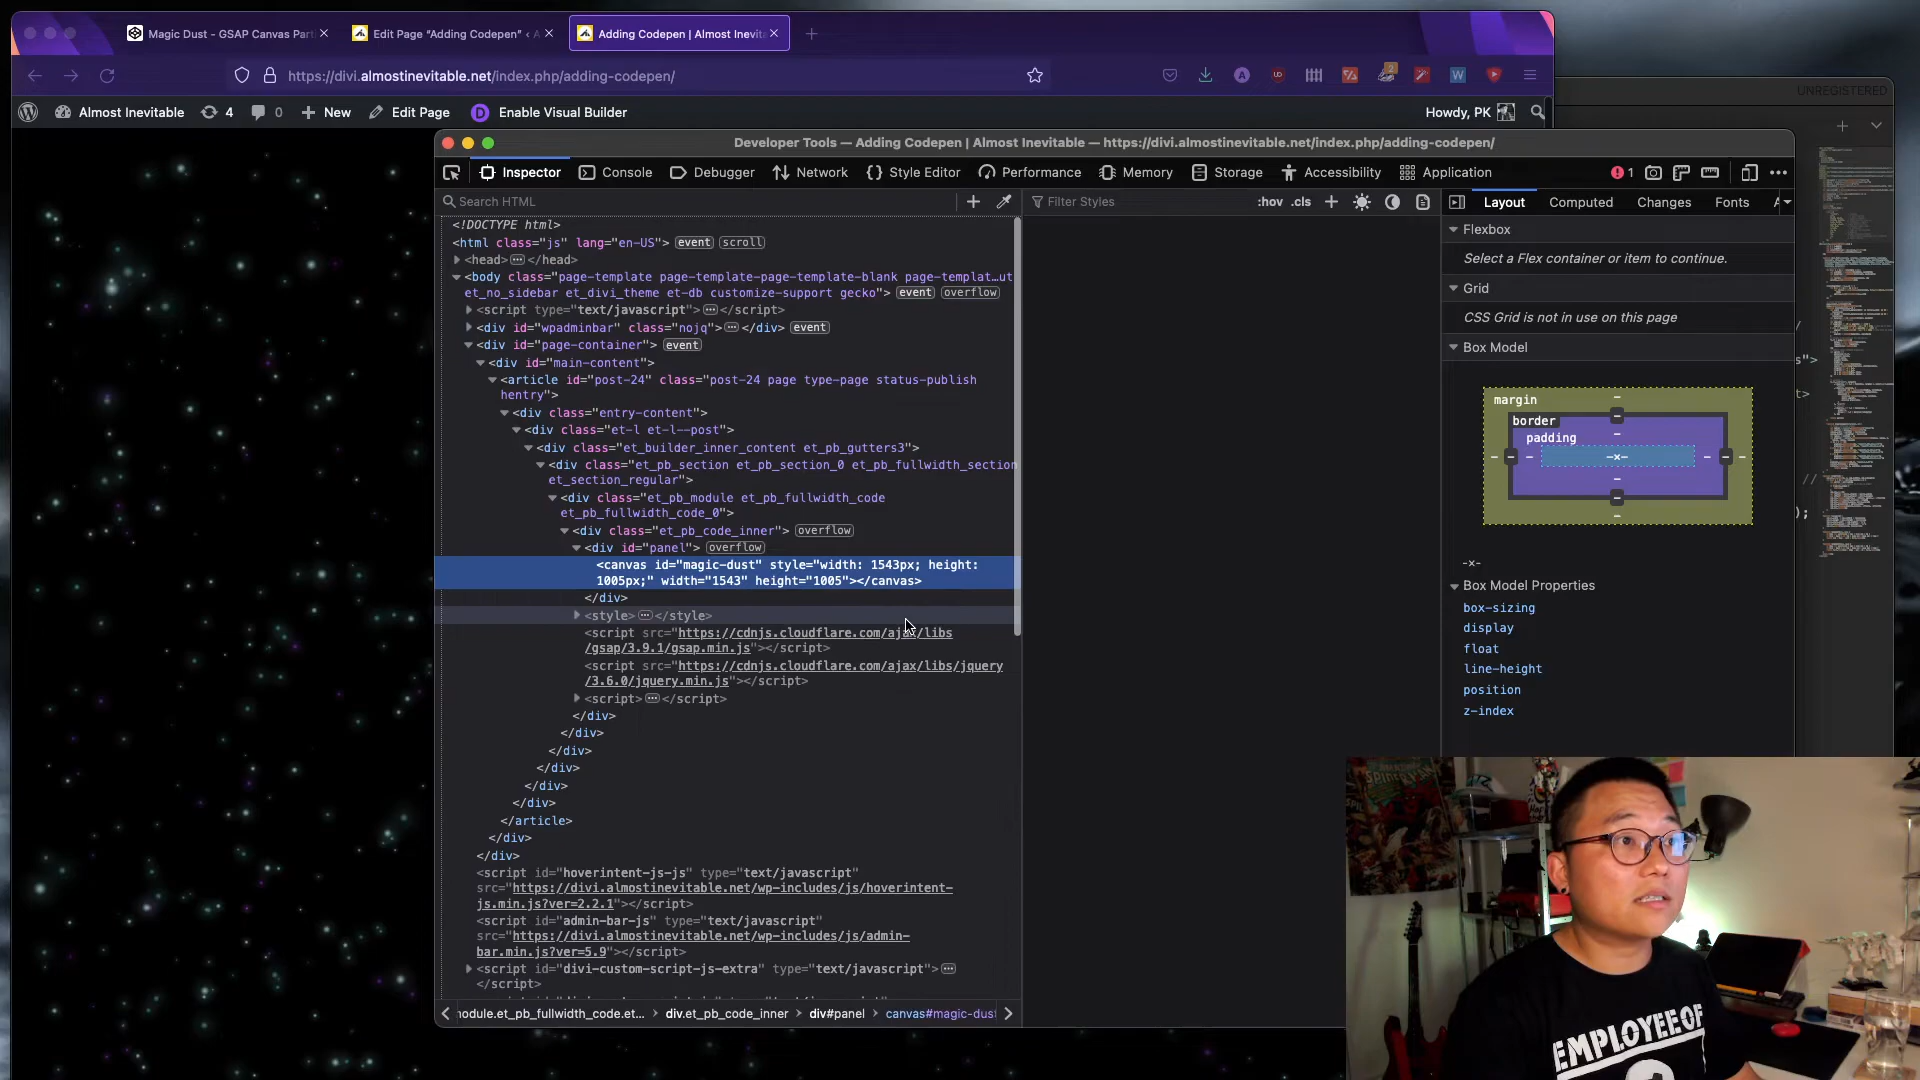 Magic Dust - GSAP Canvas Parti
Edit Page “Adding Codepen” ‹ A
Adding Codepen | Almost Inevita
https://divi.almostinevitable.net/index.php/adding-codepen/
Almost Inevitable
4
0
New
Edit Page
Enable Visual Builder
Howdy, PK
UNREGISTERED
Developer Tools — Adding Codepen | Almost Inevitable — https://divi.almostinevitable.net/index.php/adding-codepen/
Inspector
Console
Debugger
Network
Style Editor
Performance
Memory
Storage
Accessibility
Application
1
Search HTML
Filter Styles
:hov .cls
Layout
Computed
Changes
Fonts
<!DOCTYPE html>
<html class="js" lang="en-US"> event scroll
<head> </head>
<body class="page-template page-template-page-template-blank page-templat…ut
et_no_sidebar et_divi_theme et-db customize-support gecko"> event overflow
<script type="text/javascript"> </script>
<div id="wpadminbar" class="nojq"> </div> event
<div id="page-container"> event
<div id="main-content">
<article id="post-24" class="post-24 page type-page status-publish
hentry">
<div class="entry-content">
<div class="et-l et-l--post">
<div class="et_builder_inner_content et_pb_gutters3">
<div class="et_pb_section et_pb_section_0 et_pb_fullwidth_section
et_section_regular">
<div class="et_pb_module et_pb_fullwidth_code
et_pb_fullwidth_code_0">
<div class="et_pb_code_inner"> overflow
<div id="panel"> overflow
<canvas id="magic-dust" style="width: 1543px; height:
1005px;" width="1543" height="1005"></canvas>
</div>
<style> </style>
<script src="https://cdnjs.cloudflare.com/ajax/libs
/gsap/3.9.1/gsap.min.js"></script>
<script src="https://cdnjs.cloudflare.com/ajax/libs/jquery
/3.6.0/jquery.min.js"></script>
<script> </script>
</div>
</div>
</div>
</div>
</div>
</div>
</article>
</div>
</div>
<script id="hoverintent-js-js" type="text/javascript"
src="https://divi.almostinevitable.net/wp-includes/js/hoverintent-
js.min.js?ver=2.2.1"></script>
<script id="admin-bar-js" type="text/javascript"
src="https://divi.almostinevitable.net/wp-includes/js/admin-
bar.min.js?ver=5.9"></script>
<script id="divi-custom-script-js-extra" type="text/javascript">
</script>
odule.et_pb_fullwidth_code.et... › div.et_pb_code_inner › div#panel › canvas#magic-dust
Flexbox
Select a Flex container or item to continue.
Grid
CSS Grid is not in use on this page
Box Model
margin
border
padding
-×-
-×-
Box Model Properties
box-sizing
display
float
line-height
position
z-index
s">
t>
//
);
EMPLOYEE OF